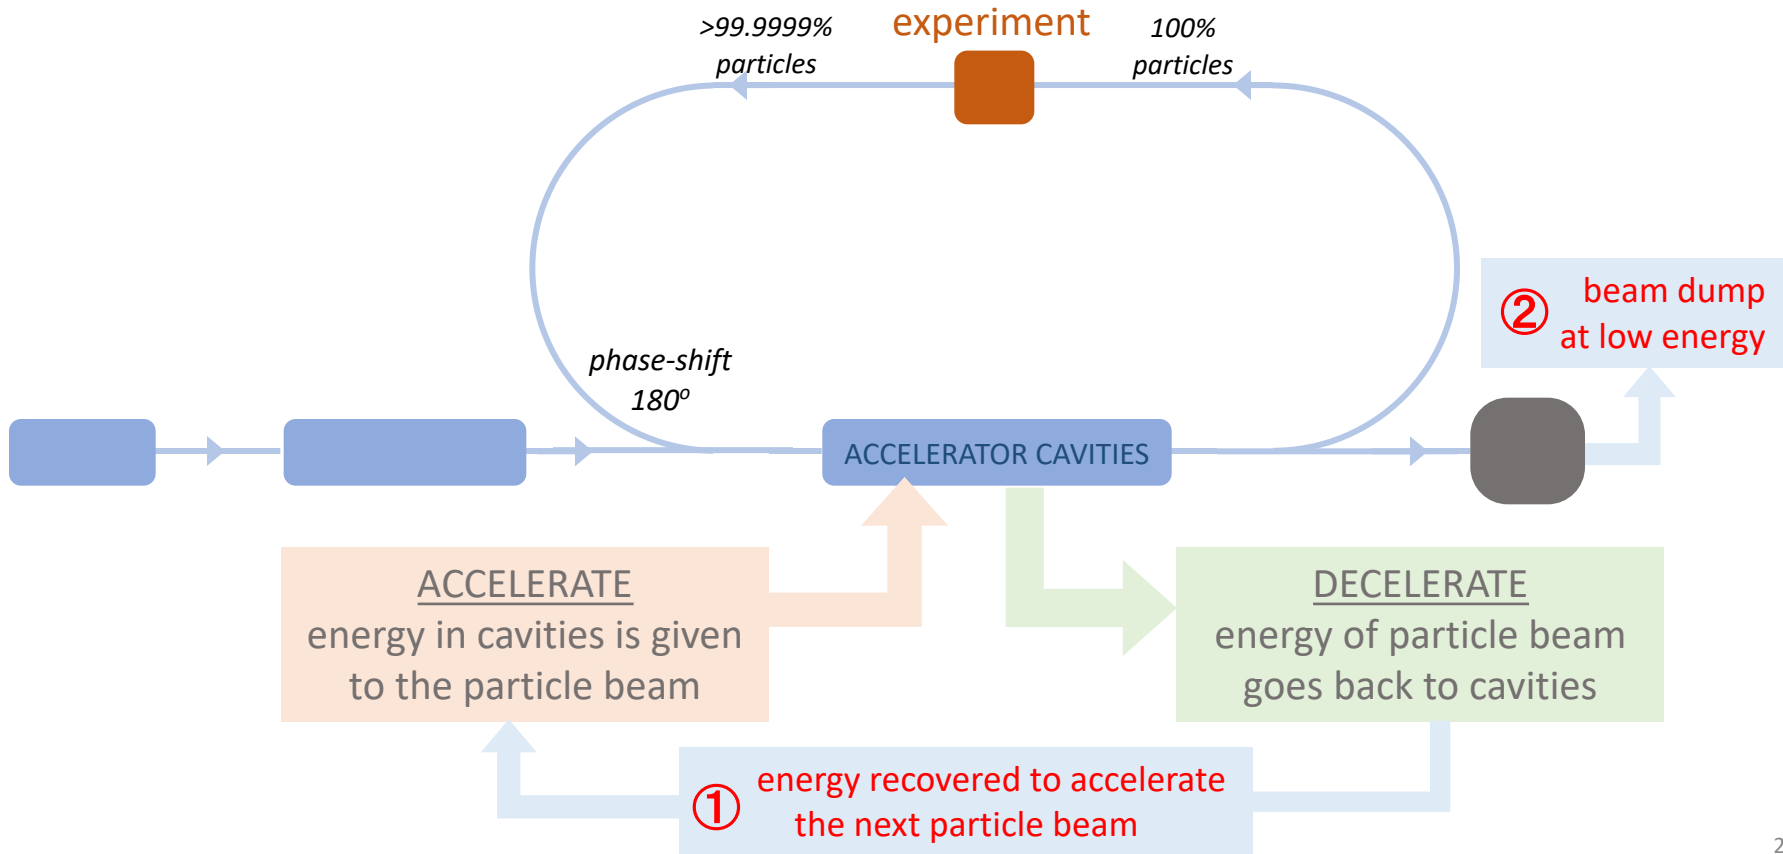 >99.9999%
particles
experiment
100%
particles
② beam dump
at low energy
phase-shift
180º
ACCELERATOR CAVITIES
ACCELERATE
energy in cavities is given
to the particle beam
DECELERATE
energy of particle beam
goes back to cavities
① energy recovered to accelerate
the next particle beam
2